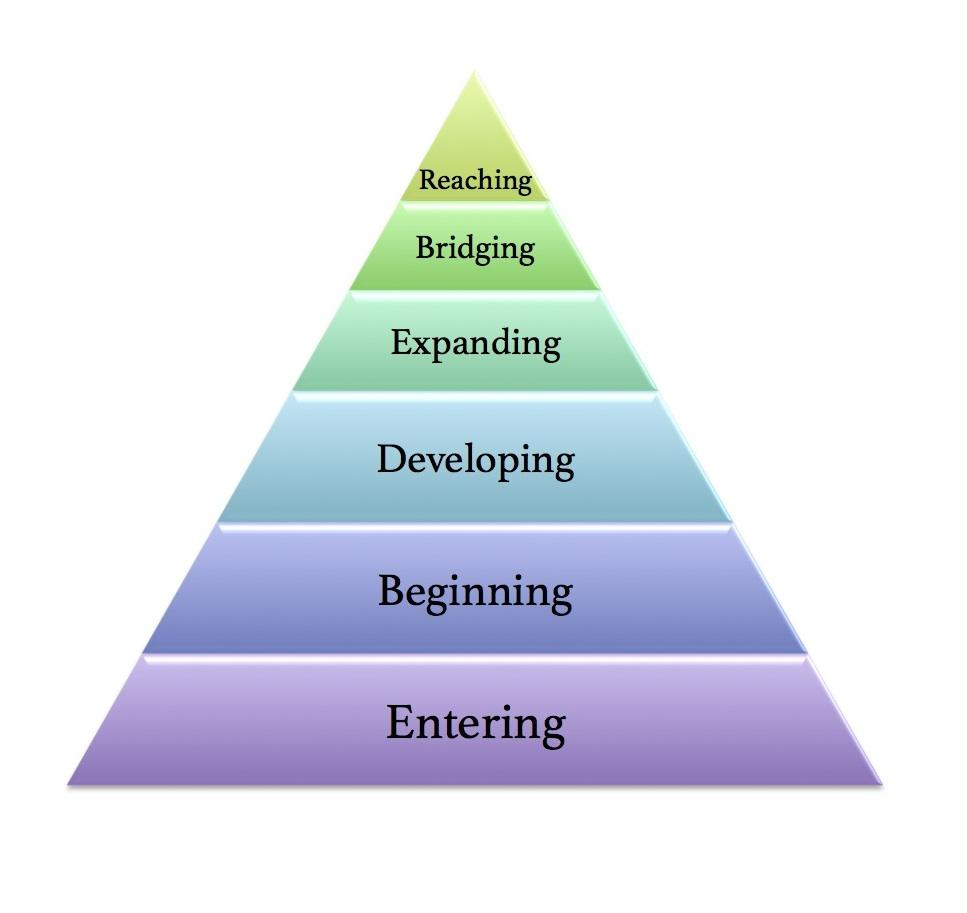 Reaching
Bridging
Expanding
Developing
Beginning
Entering